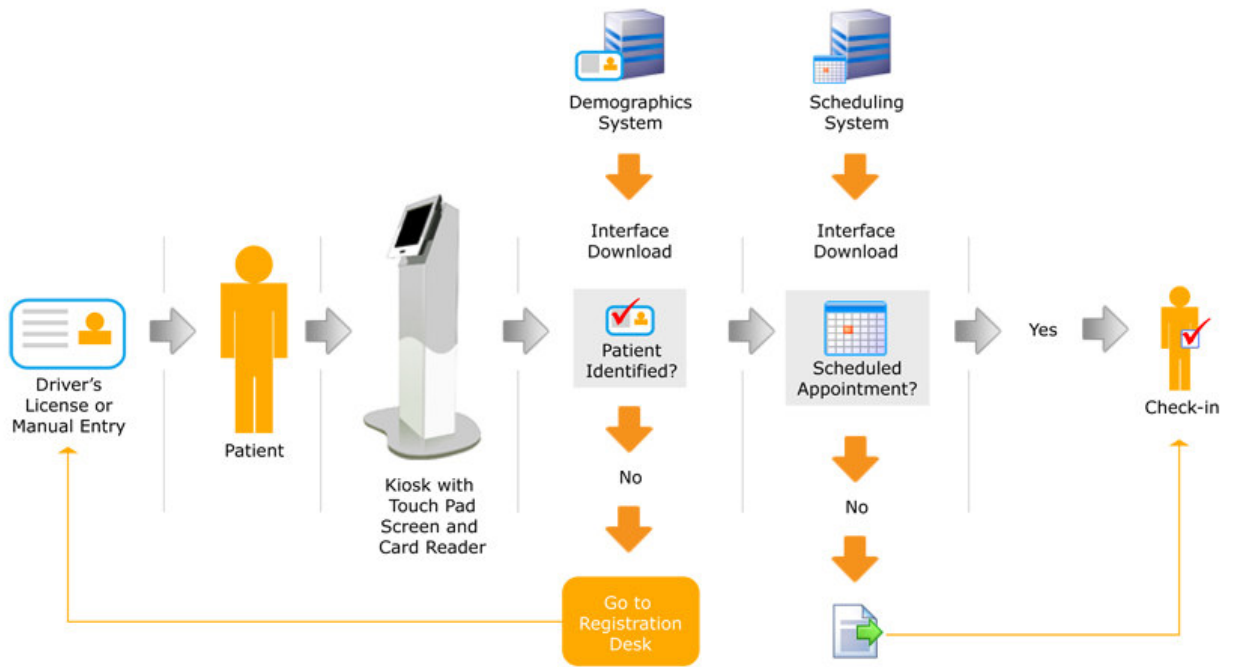 Demographics
System
Scheduling
System
Interface
Download
Interface
Download
Driver's
License or
Manual Entry
Patient
Kiosk with
Touch Pad
Screen and
Card Reader
Patient
Identified?
Scheduled
Appointment?
Yes
Check-in
No
No
Go to
Registration
Desk